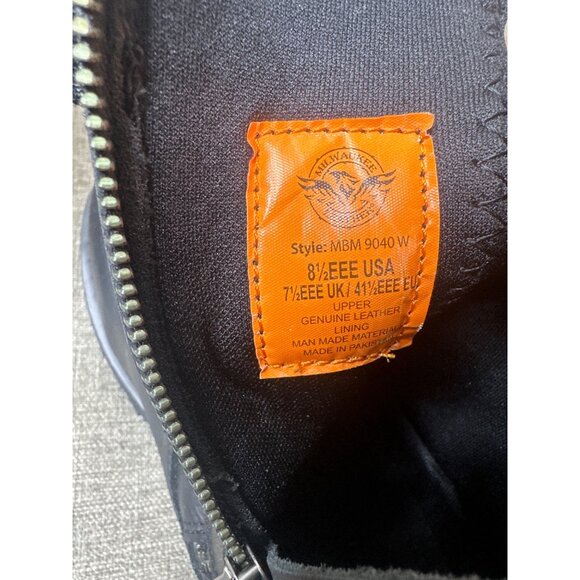 MILWAUKEE
Style: MBM 9040 W
8½EEE USA
7½EEE UK / 41½EEE EU
UPPER
GENUINE LEATHER
LINING
MAN MADE MATERIAL
MADE IN PAKISTAN